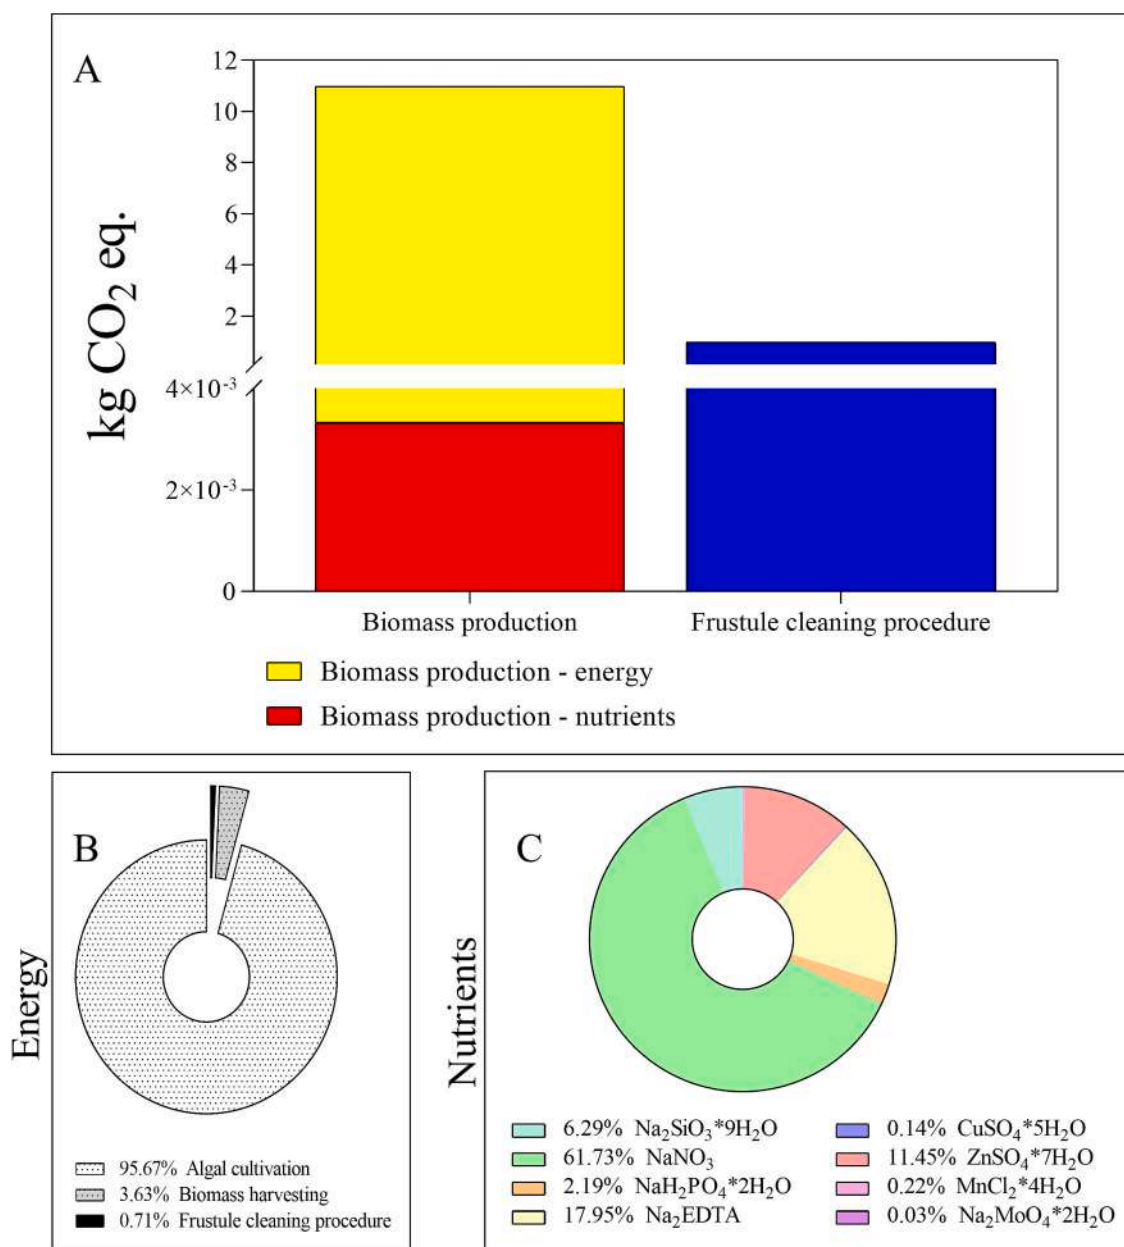 A
kg CO₂ eq.
12
10
8
6
4
2
4×10⁻³
2×10⁻³
0
Biomass production
Frustule cleaning procedure
Biomass production - energy
Biomass production - nutrients
B
Energy
95.67% Algal cultivation
3.63% Biomass harvesting
0.71% Frustule cleaning procedure
C
Nutrients
6.29% Na₂SiO₃*9H₂O
61.73% NaNO₃
2.19% NaH₂PO₄*2H₂O
17.95% Na₂EDTA
0.14% CuSO₄*5H₂O
11.45% ZnSO₄*7H₂O
0.22% MnCl₂*4H₂O
0.03% Na₂MoO₄*2H₂O